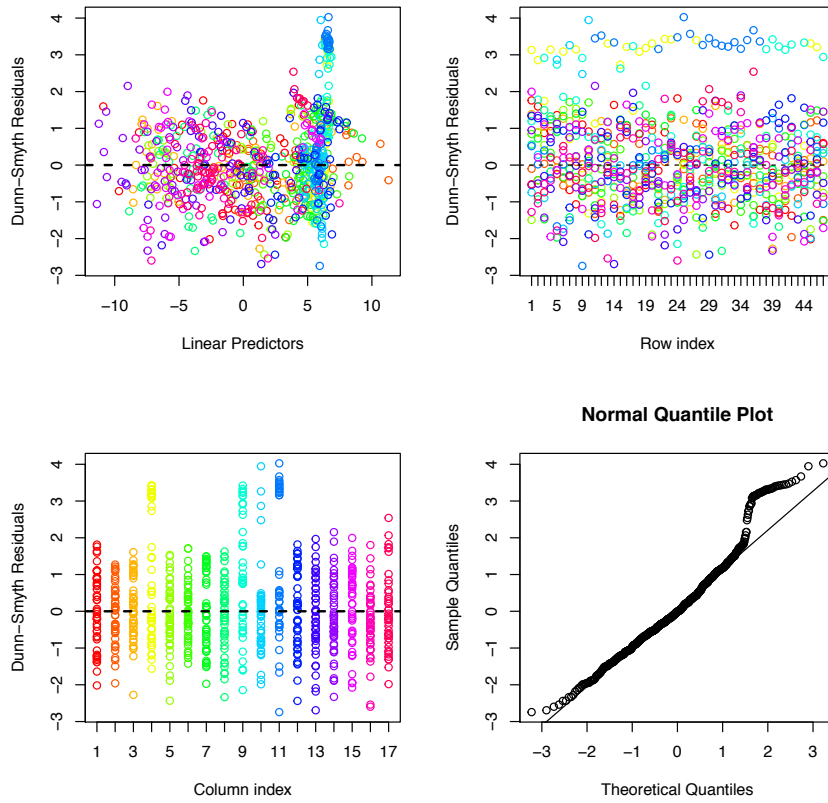 Dunn−Smyth Residuals
4
3
2
1
0
−1
−2
−3
−10 −5 0 5 10
Linear Predictors
Dunn−Smyth Residuals
4
3
2
1
0
−1
−2
−3
1 5 9 14 19 24 29 34 39 44
Row index
Dunn−Smyth Residuals
4
3
2
1
0
−1
−2
−3
1 3 5 7 9 11 13 15 17
Column index
Normal Quantile Plot
Sample Quantiles
4
3
2
1
0
−1
−2
−3
−3 −2 −1 0 1 2 3
Theoretical Quantiles